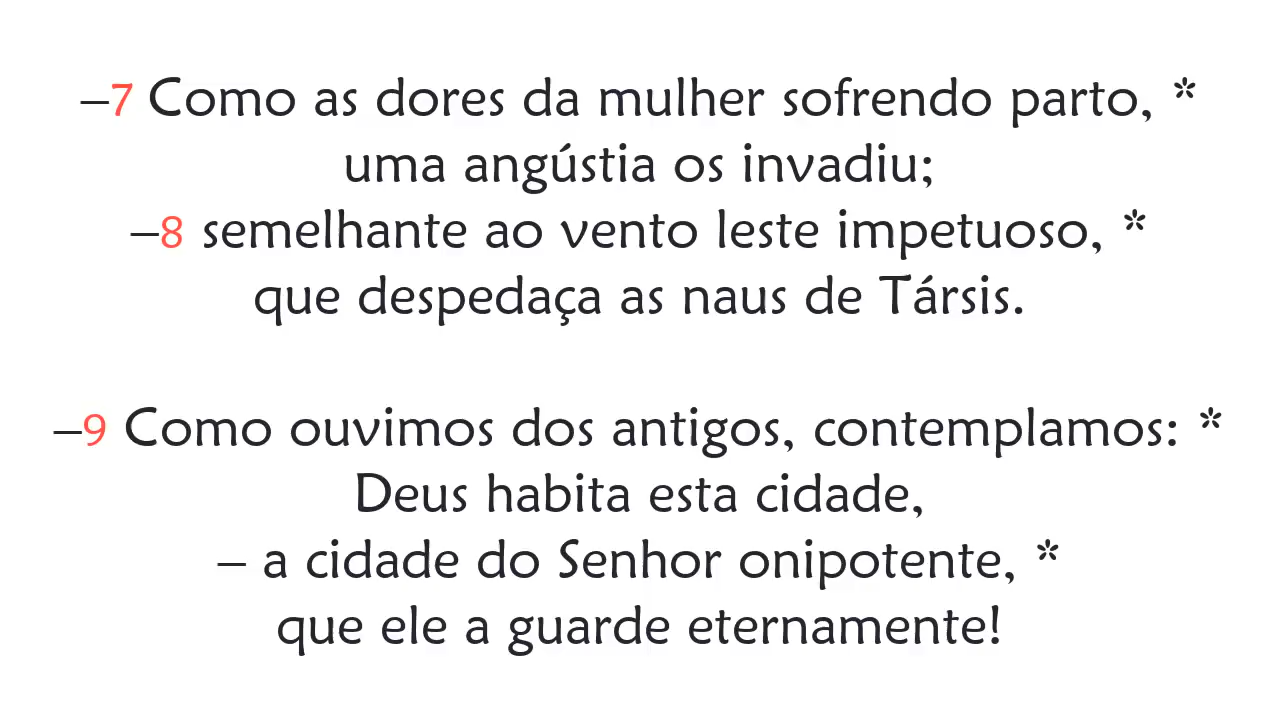 –7 Como as dores da mulher sofrendo parto, *
uma angústia os invadiu;
–8 semelhante ao vento leste impetuoso, *
que despedaça as naus de Társis.
–9 Como ouvimos dos antigos, contemplamos: *
Deus habita esta cidade,
– a cidade do Senhor onipotente, *
que ele a guarde eternamente!